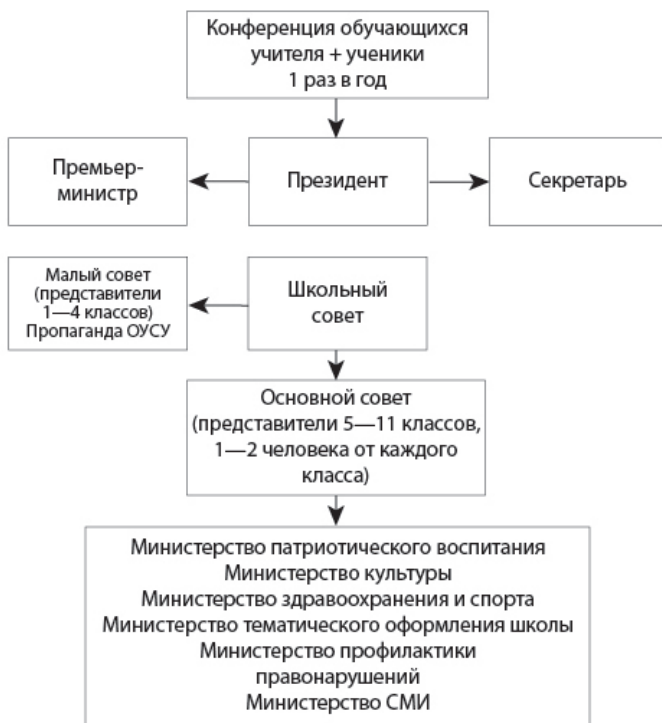 Конференция обучающихся
учителя + ученики
1 раз в год
Премьер-
министр
Президент
Секретарь
Малый совет
(представители
1—4 классов)
Пропаганда ОУСУ
Школьный
совет
Основной совет
(представители 5—11 классов,
1—2 человека от каждого
класса)
Министерство патриотического воспитания
Министерство культуры
Министерство здравоохранения и спорта
Министерство тематического оформления школы
Министерство профилактики
правонарушений
Министерство СМИ